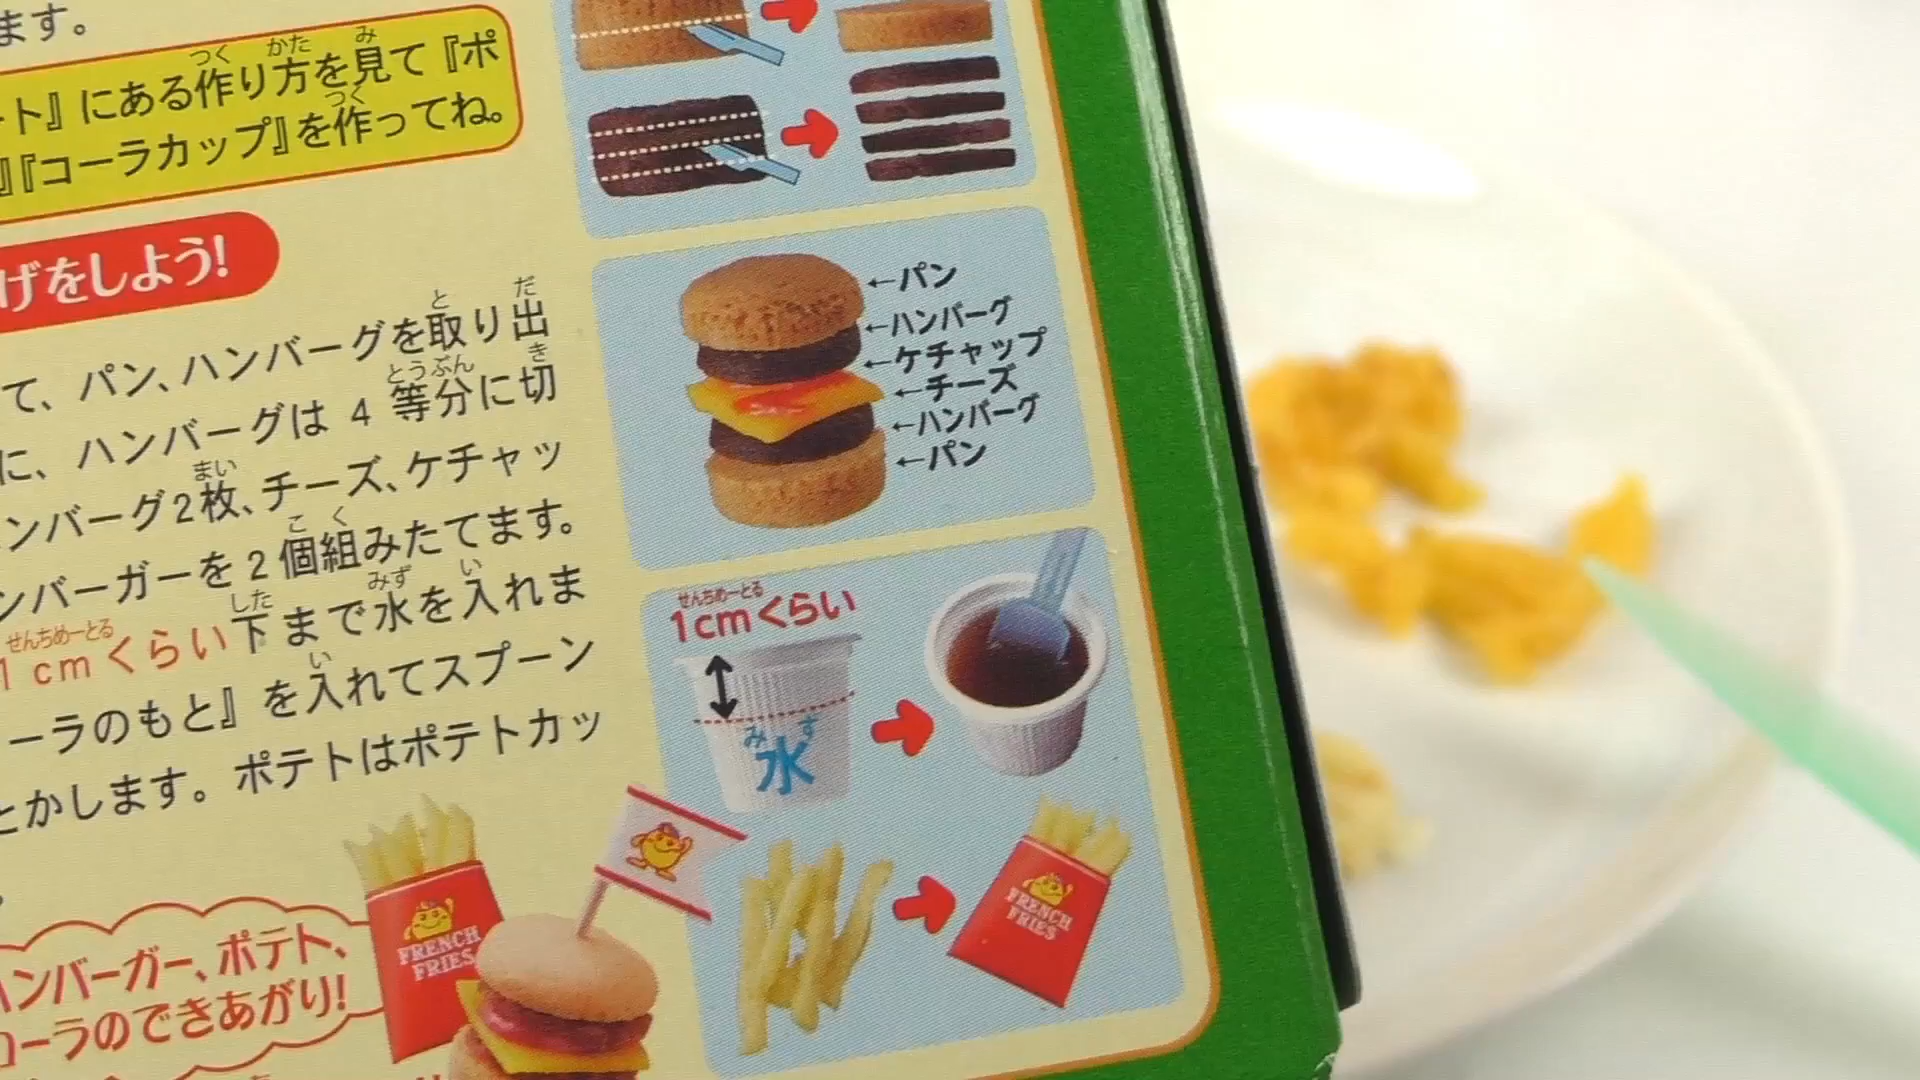 ます。
ート』にある作り方を見て『ポ
』『コーラカップ』を作ってね。
げをしよう!
て、パン、ハンバーグを取り出
に、ハンバーグは 4 等分に切
ンバーグ2枚、チーズ、ケチャッ
ンバーガーを 2 個組みたてます。
1cmくらい下まで水を入れま
ーラのもと』を入れてスプーン
とかします。ポテトはポテトカッ
ハンバーガー、ポテト、
コーラのできあがり!
←パン
←ハンバーグ
←ケチャップ
←チーズ
←ハンバーグ
←パン
せんちめーとる
1cmくらい
みず
水
FRENCH
FRIES
FRENCH
FRIES